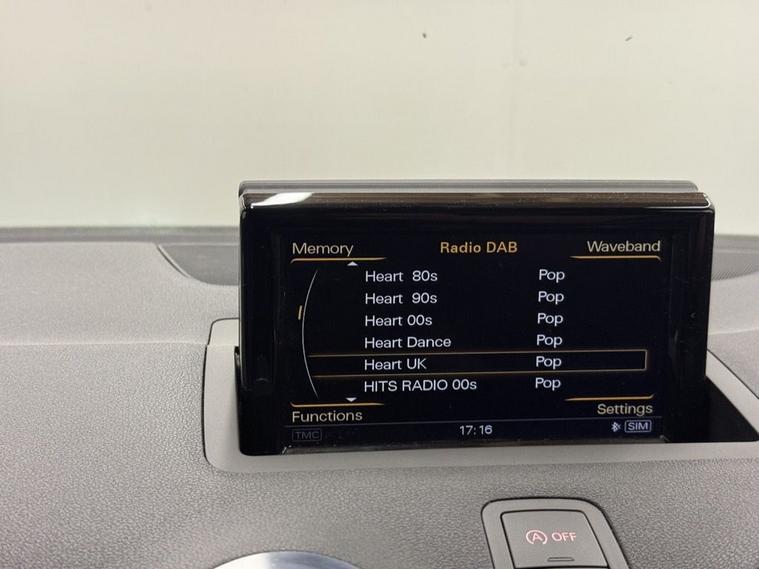 Memory Radio DAB Waveband
Heart 80s Pop
Heart 90s Pop
Heart 00s Pop
Heart Dance Pop
Heart UK Pop
HITS RADIO 00s Pop
Functions Settings
TMC 17:16 SIM
A OFF